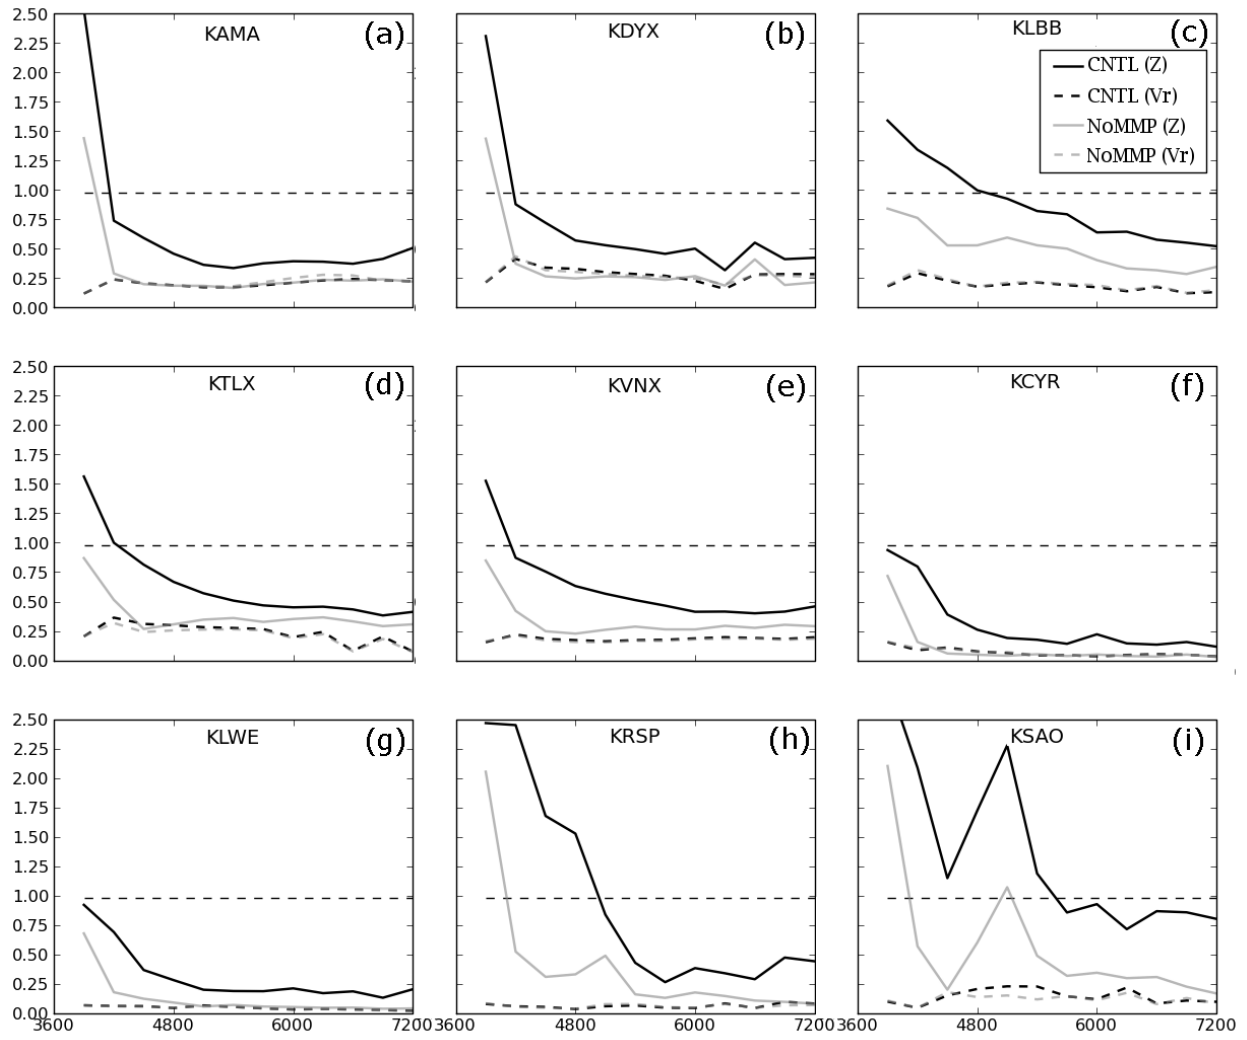 KAMA (a)
KDYX (b)
KLBB (c)
CNTL (Z)
CNTL (Vr)
NoMMP (Z)
NoMMP (Vr)
2.50
2.25
2.00
1.75
1.50
1.25
1.00
0.75
0.50
0.25
0.00
KTLX (d)
KVNX (e)
KCYR (f)
2.50
2.25
2.00
1.75
1.50
1.25
1.00
0.75
0.50
0.25
0.00
KLWE (g)
KRSP (h)
KSAO (i)
2.50
2.25
2.00
1.75
1.50
1.25
1.00
0.75
0.50
0.25
0.00
3600 4800 6000 7200
3600 4800 6000 7200
3600 4800 6000 7200